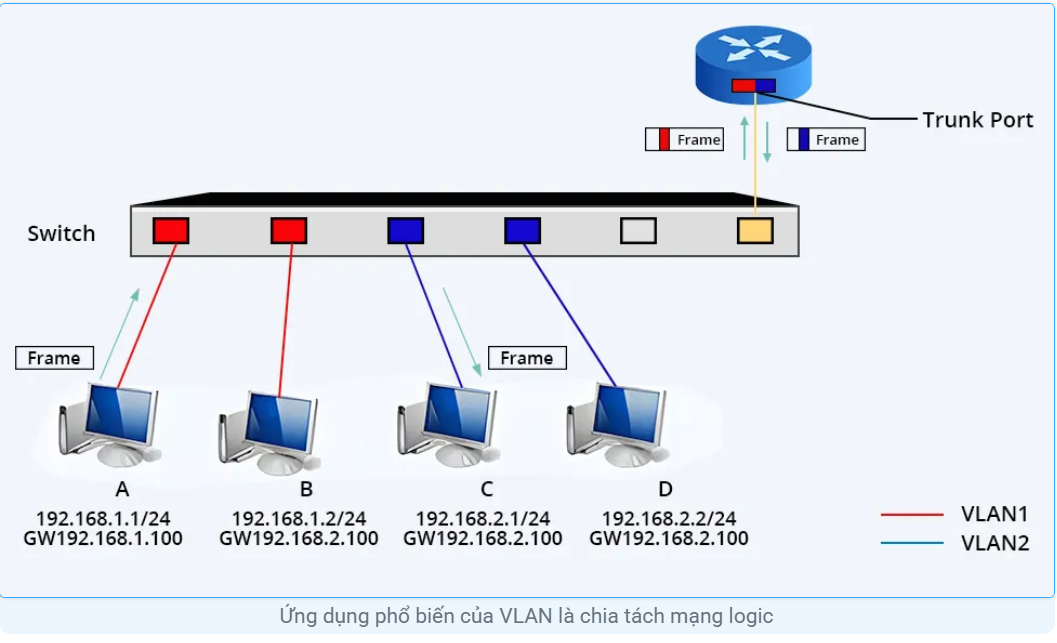 Trunk Port
Frame
Frame
Switch
Frame
Frame
A
B
C
D
192.168.1.1/24
GW192.168.1.100
192.168.1.2/24
GW192.168.2.100
192.168.2.1/24
GW192.168.2.100
192.168.2.2/24
GW192.168.2.100
VLAN1
VLAN2
Ứng dụng phổ biến của VLAN là chia tách mạng logic